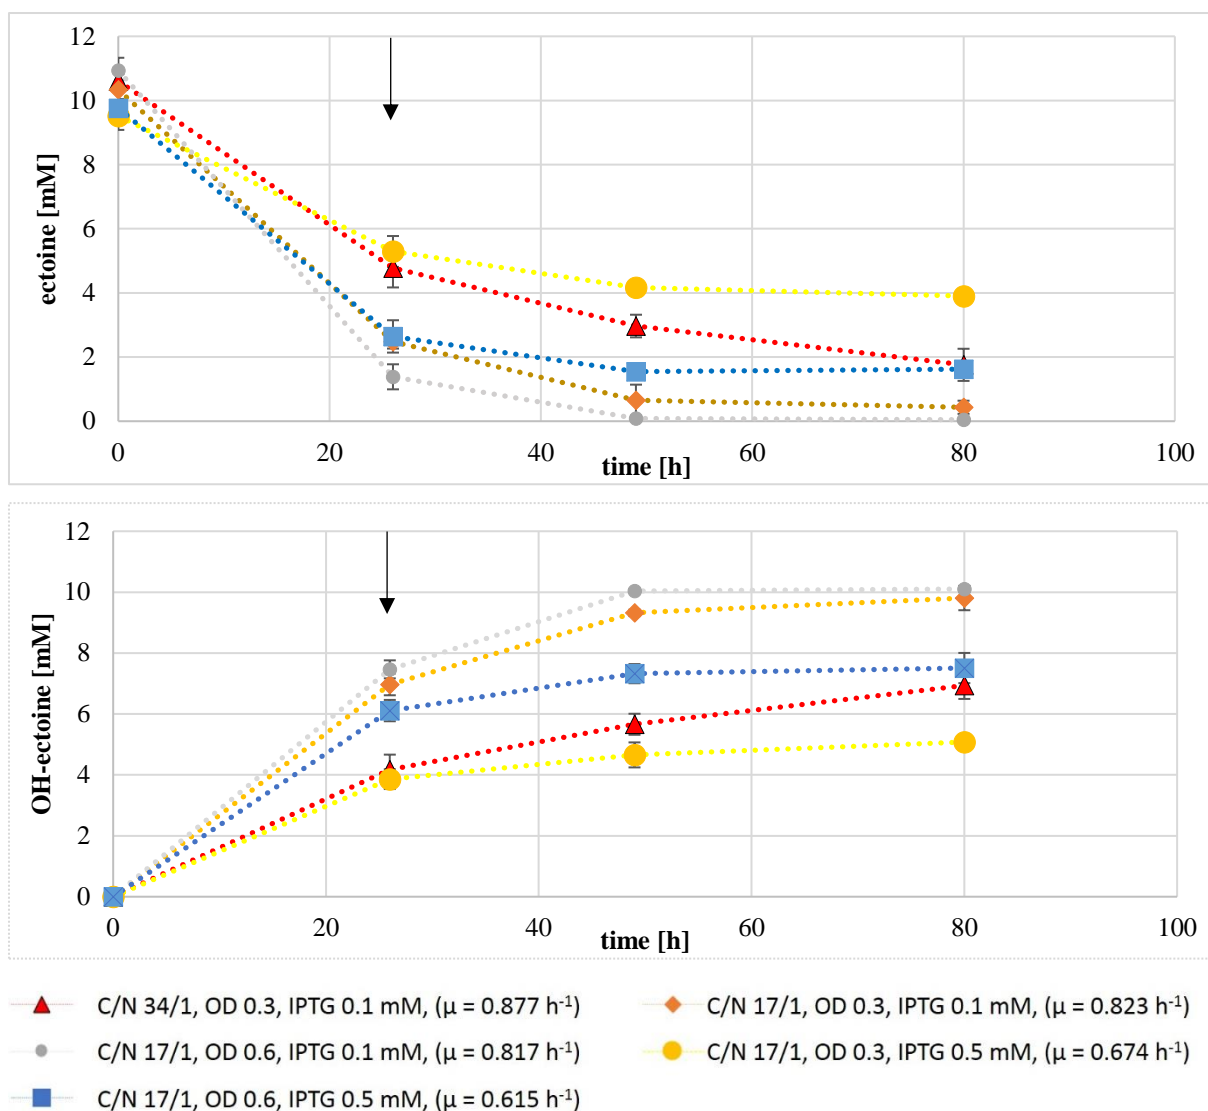 12
10
8
6
4
2
0
ectoine [mM]
0 20 40 60 80 100
time [h]
12
10
8
6
4
2
0
OH-ectoine [mM]
0 20 40 60 80 100
time [h]
C/N 34/1, OD 0.3, IPTG 0.1 mM, (μ = 0.877 h⁻¹)
C/N 17/1, OD 0.3, IPTG 0.1 mM, (μ = 0.823 h⁻¹)
C/N 17/1, OD 0.6, IPTG 0.1 mM, (μ = 0.817 h⁻¹)
C/N 17/1, OD 0.3, IPTG 0.5 mM, (μ = 0.674 h⁻¹)
C/N 17/1, OD 0.6, IPTG 0.5 mM, (μ = 0.615 h⁻¹)